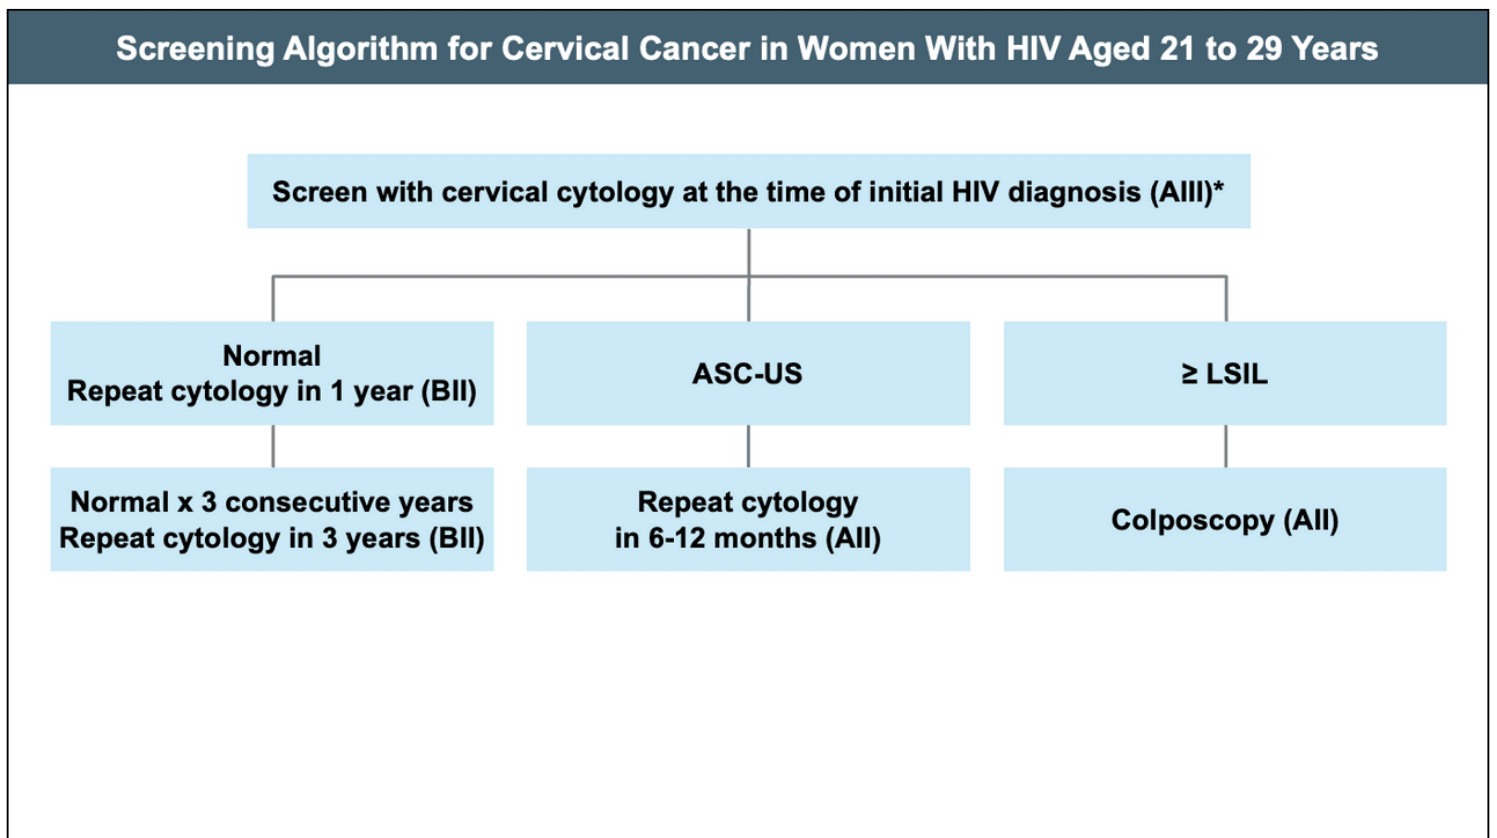 Screening Algorithm for Cervical Cancer in Women With HIV Aged 21 to 29 Years
Screen with cervical cytology at the time of initial HIV diagnosis (AIII)*
Normal
Repeat cytology in 1 year (BII)
ASC-US
≥ LSIL
Normal x 3 consecutive years
Repeat cytology in 3 years (BII)
Repeat cytology
in 6-12 months (AII)
Colposcopy (AII)